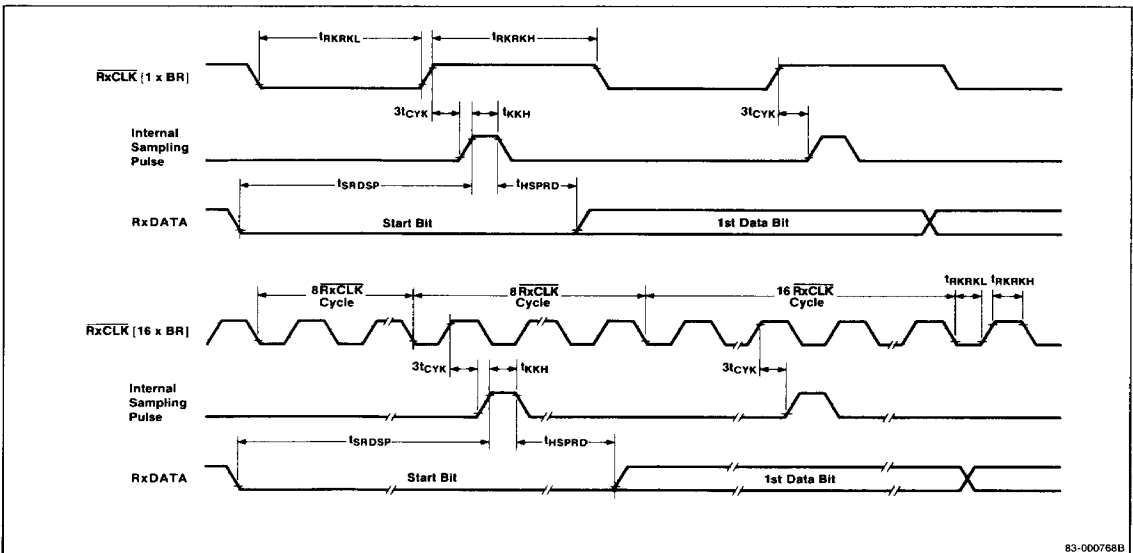 tRKRKL tRKRKH
RxCLK [1 x BR]
3tCYK tKKH 3tCYK
Internal
Sampling
Pulse
tSRDSP tHSPRD
RxDATA Start Bit 1st Data Bit
8 RxCLK
Cycle
8 RxCLK
Cycle
16 RxCLK
Cycle
tRKRKL tRKRKH
RxCLK [16 x BR]
3tCYK tKKH 3tCYK
Internal
Sampling
Pulse
tSRDSP tHSPRD
RxDATA Start Bit 1st Data Bit
83-000768B